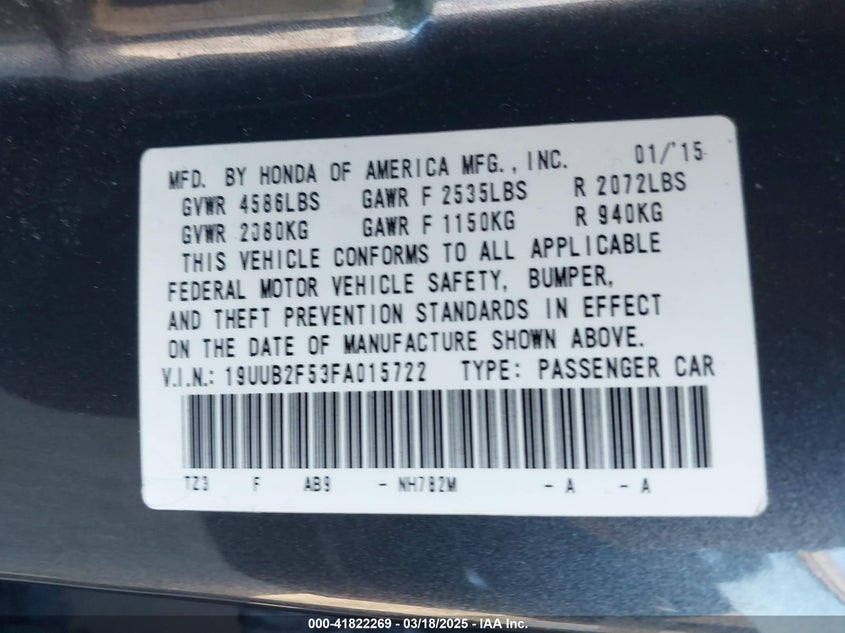 MFD. BY HONDA OF AMERICA MFG., INC. 01/'15
GVWR 4586LBS GAWR F 2535LBS R 2072LBS
GVWR 2080KG GAWR F 1150KG R 940KG
THIS VEHICLE CONFORMS TO ALL APPLICABLE
FEDERAL MOTOR VEHICLE SAFETY, BUMPER,
AND THEFT PREVENTION STANDARDS IN EFFECT
ON THE DATE OF MANUFACTURE SHOWN ABOVE.
V.I.N.: 19UUB2F53FA015722 TYPE: PASSENGER CAR
TZ3 F AB9 - NH782M - A - A
000-41822269 - 03/18/2025 - IAA Inc.